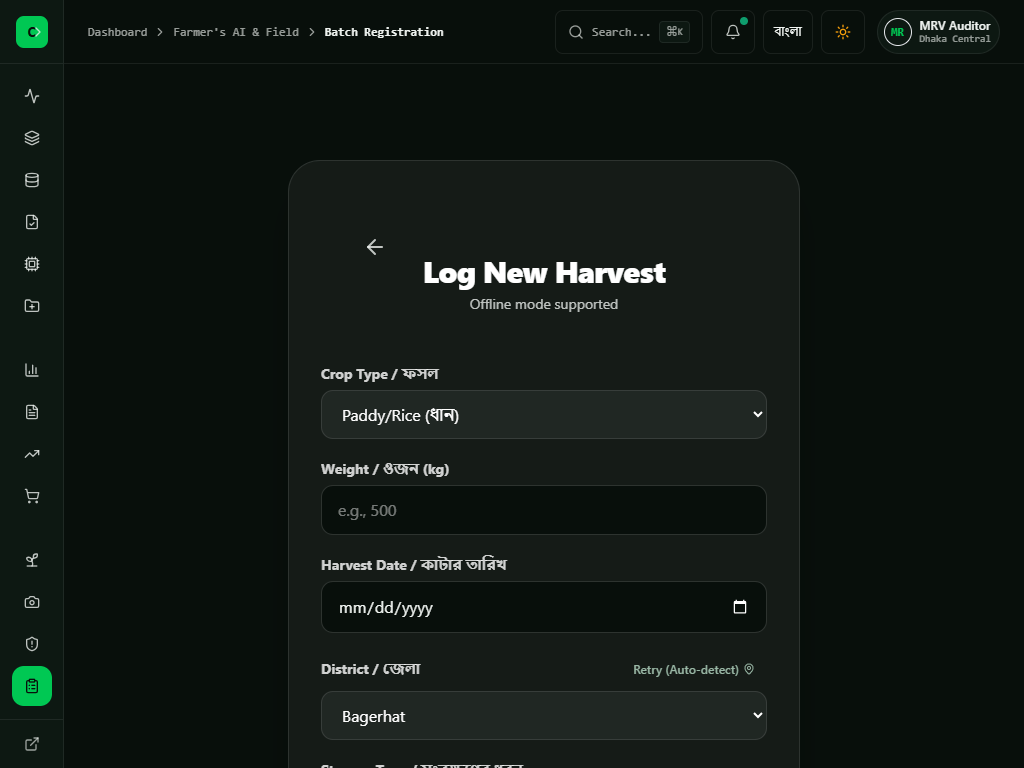 C
Dashboard > Farmer's AI & Field > Batch Registration
Search... ⌘K
বাংলা
MR
MRV Auditor
Dhaka Central
Log New Harvest
Offline mode supported
Crop Type / ফসল
Paddy/Rice (ধান)
Weight / ওজন (kg)
e.g., 500
Harvest Date / কাটার তারিখ
mm/dd/yyyy
District / জেলা
Retry (Auto-detect)
Bagerhat